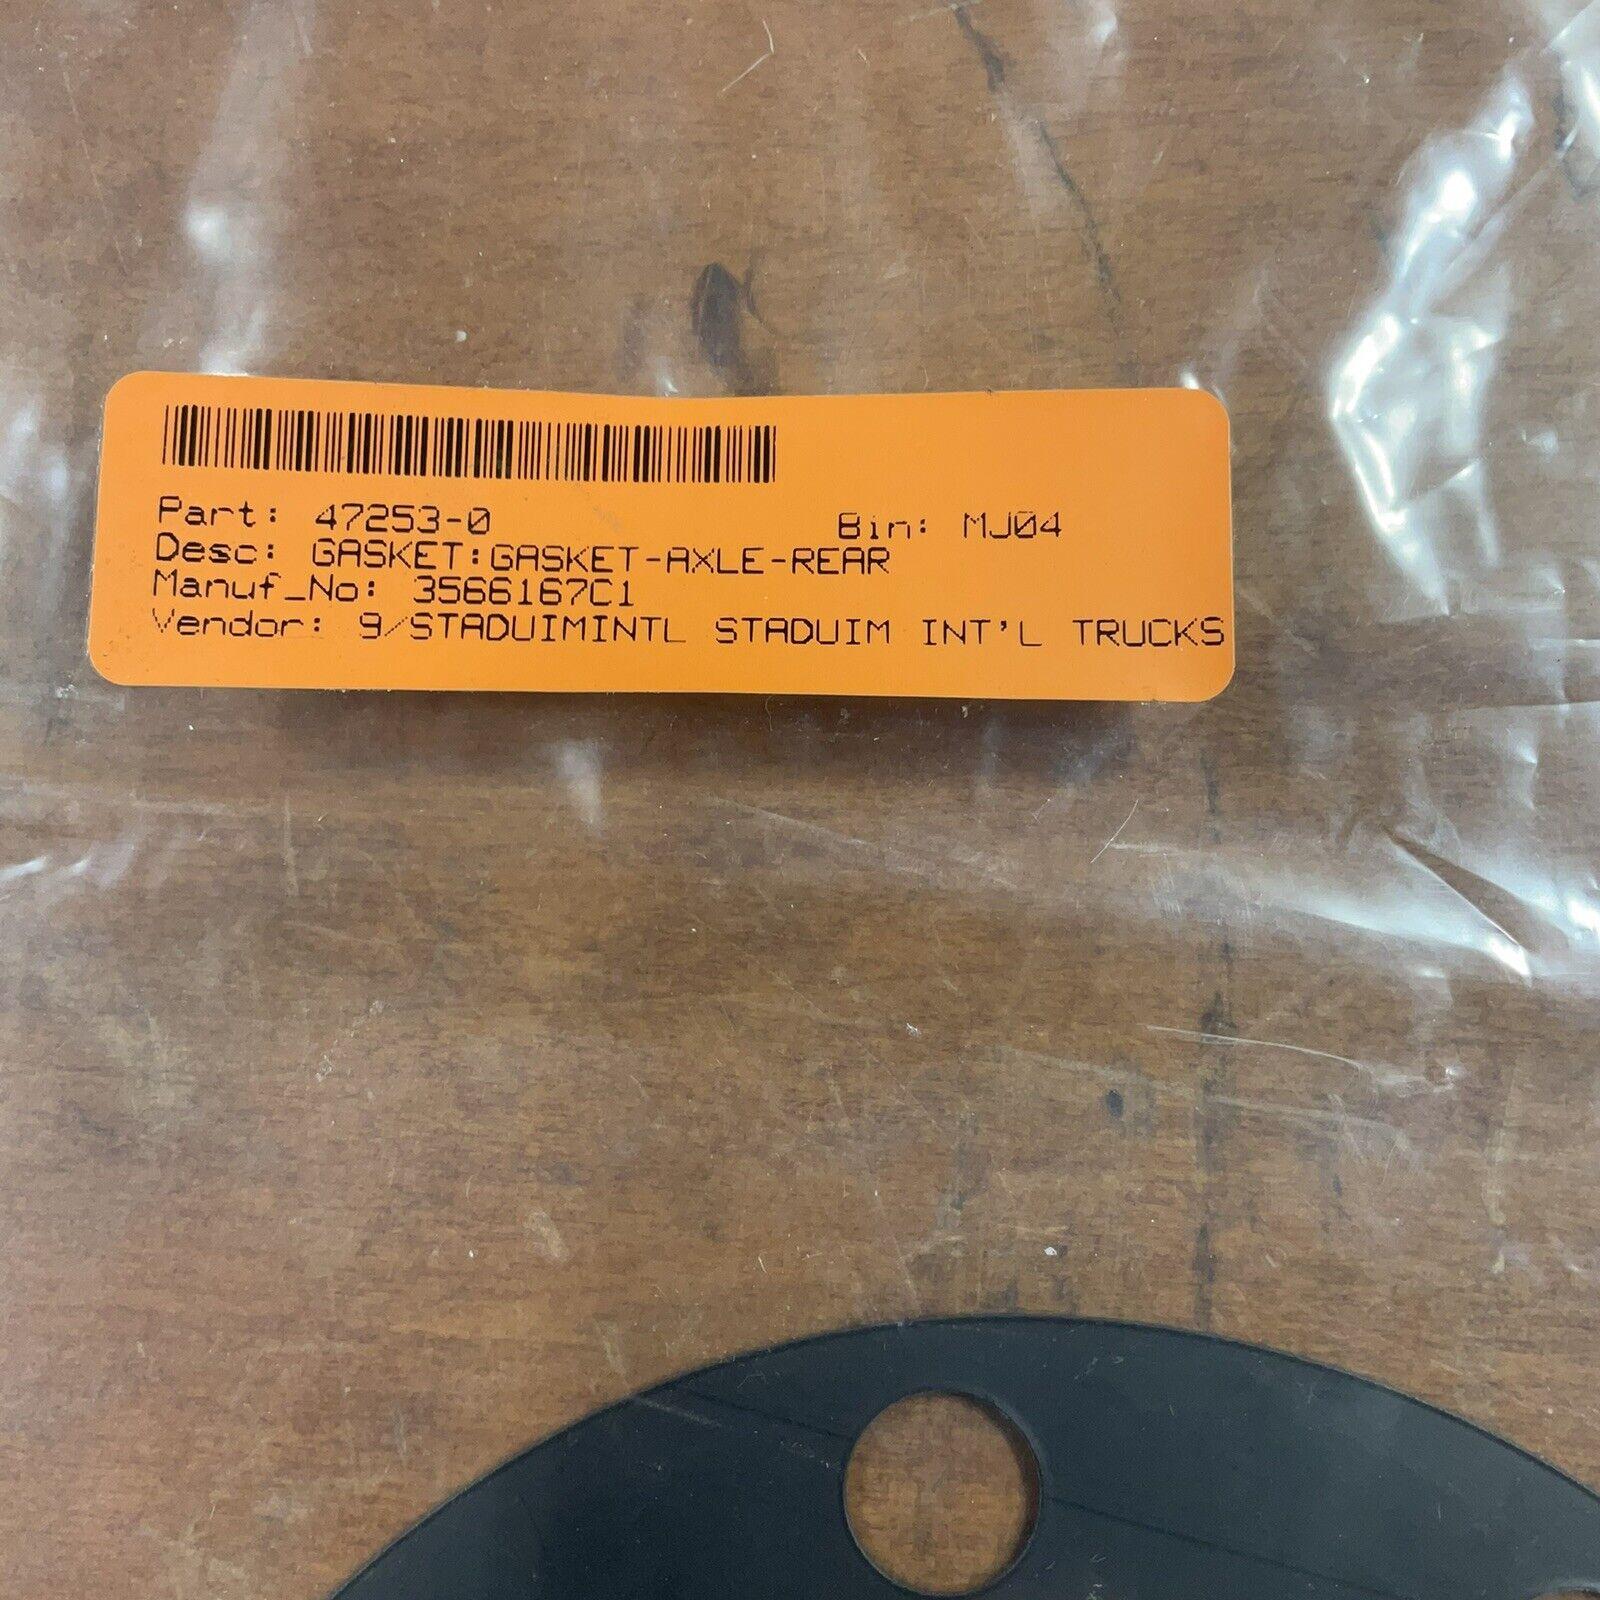 Part: 47253-0 Bin: MJ04
Desc: GASKET:GASKET-AXLE-REAR
Manuf_No: 3566167C1
Vendor: 9/STADUIMINTL STADUIM INT'L TRUCKS